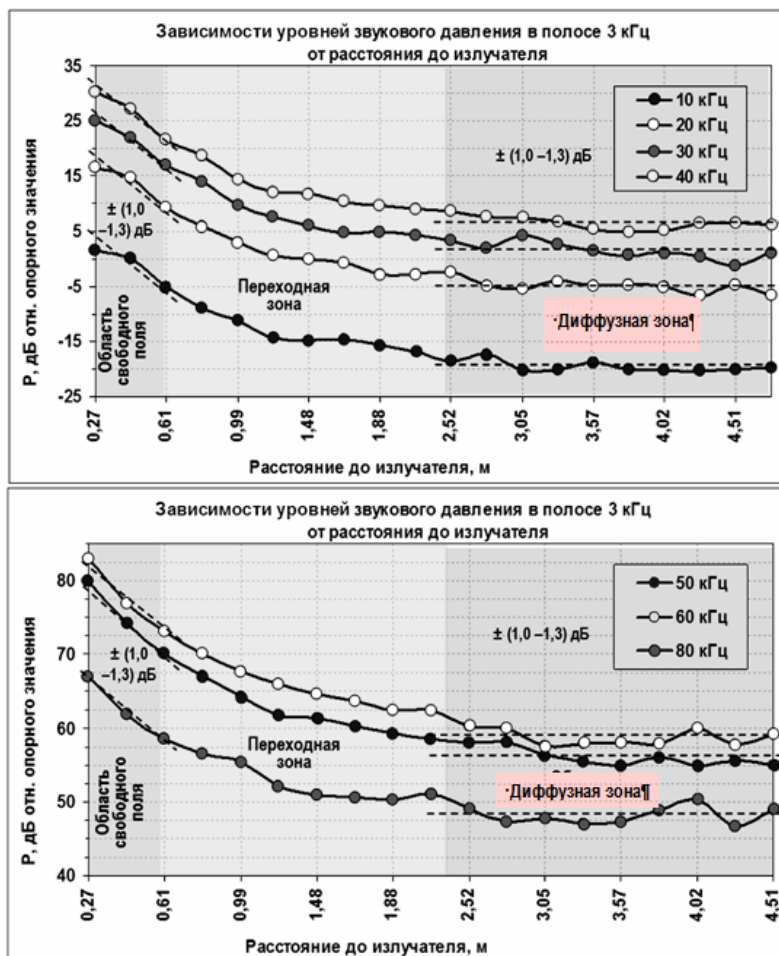 Зависимости уровней звукового давления в полосе 3 кГц
от расстояния до излучателя
P, дБ отн. опорного значения
35
25
15
5
-5
-15
-25
10 кГц
20 кГц
30 кГц
40 кГц
± (1,0 –1,3) дБ
± (1,0
–1,3) дБ
Область
свободного
поля
Переходная
зона
·Диффузная зона¶
0,27
0,61
0,99
1,48
1,88
2,52
3,05
3,57
4,02
4,51
Расстояние до излучателя, м
Зависимости уровней звукового давления в полосе 3 кГц
от расстояния до излучателя
P, дБ отн. опорного значения
80
70
60
50
40
50 кГц
60 кГц
80 кГц
± (1,0 –1,3) дБ
± (1,0
–1,3) дБ
Область
свободного
поля
Переходная
зона
·Диффузная зона¶
0,27
0,61
0,99
1,48
1,88
2,52
3,05
3,57
4,02
4,51
Расстояние до излучателя, м